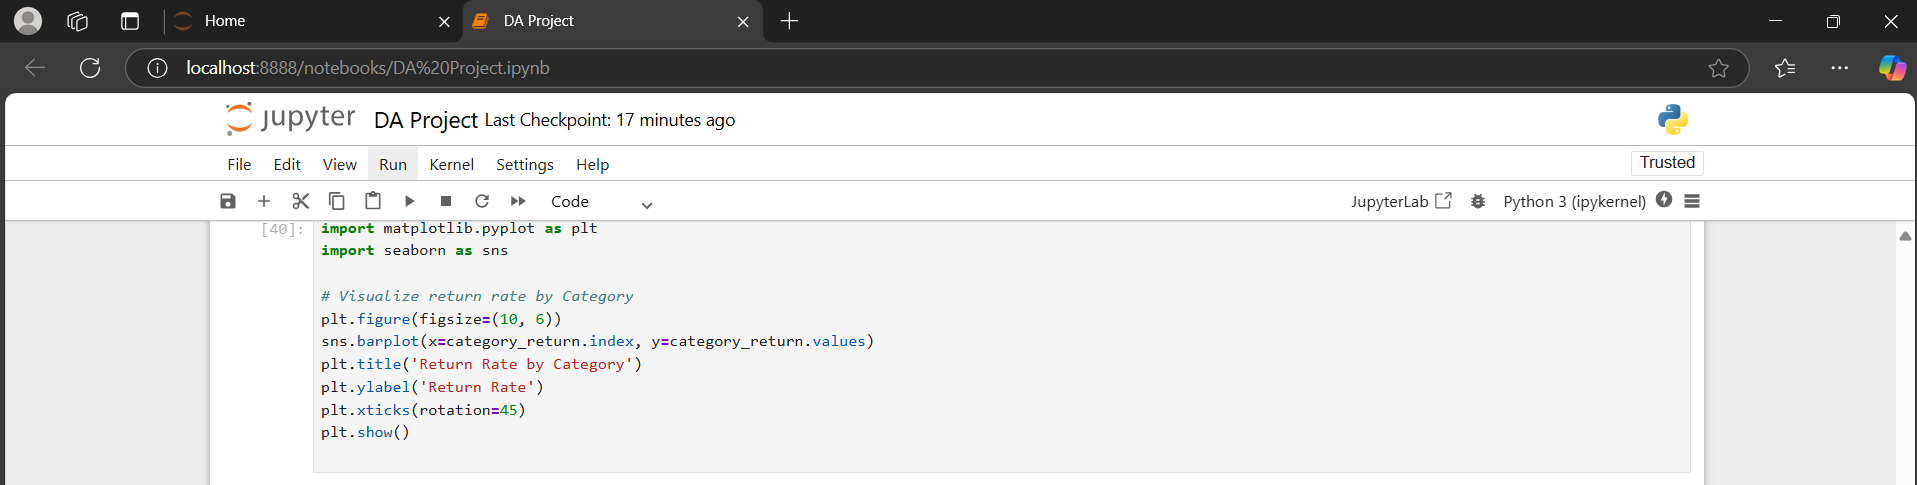 Home
DA Project
localhost:8888/notebooks/DA%20Project.ipynb
jupyter DA Project Last Checkpoint: 17 minutes ago
File Edit View Run Kernel Settings Help
Trusted
Code
JupyterLab
Python 3 (ipykernel)
[40]: import matplotlib.pyplot as plt
import seaborn as sns
# Visualize return rate by Category
plt.figure(figsize=(10, 6))
sns.barplot(x=category_return.index, y=category_return.values)
plt.title('Return Rate by Category')
plt.ylabel('Return Rate')
plt.xticks(rotation=45)
plt.show()